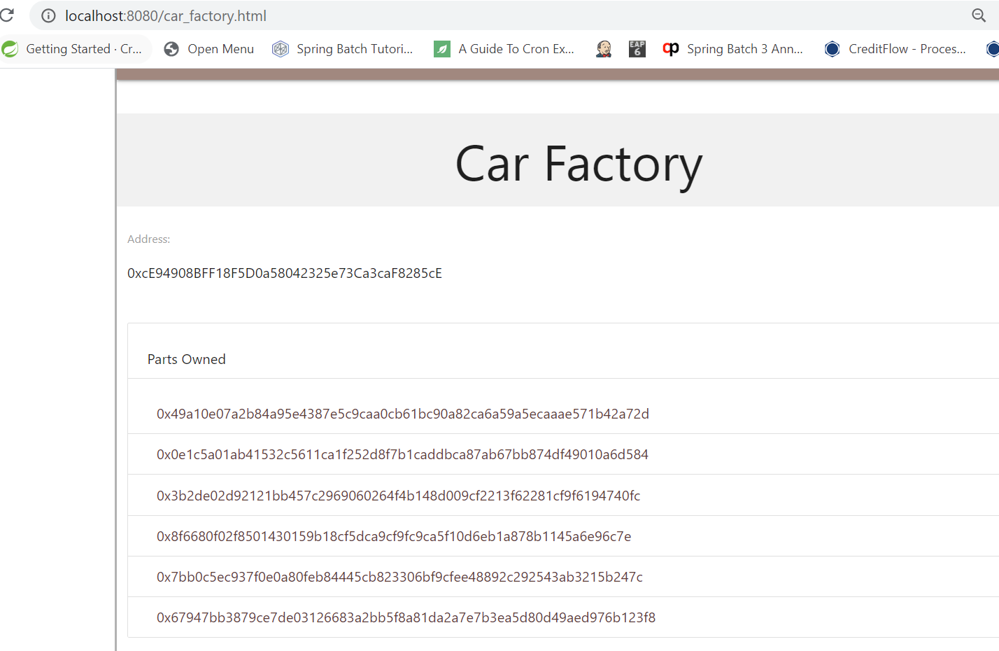 localhost:8080/car_factory.html
Getting Started · Cr... Open Menu Spring Batch Tutori... A Guide To Cron Ex... EAP 6 cp Spring Batch 3 Ann... CreditFlow - Proces...
Car Factory
Address:
0xcE94908BFF18F5D0a58042325e73Ca3caF8285cE
Parts Owned
0x49a10e07a2b84a95e4387e5c9caa0cb61bc90a82ca6a59a5ecaaae571b42a72d
0x0e1c5a01ab41532c5611ca1f252d8f7b1caddbca87ab67bb874df49010a6d584
0x3b2de02d92121bb457c2969060264f4b148d009cf2213f62281cf9f6194740fc
0x8f6680f02f8501430159b18cf5dca9cf9fc9ca5f10d6eb1a878b1145a6e96c7e
0x7bb0c5ec937f0e0a80feb84445cb823306bf9cfee48892c292543ab3215b247c
0x67947bb3879ce7de03126683a2bb5f8a81da2a7e7b3ea5d80d49aed976b123f8